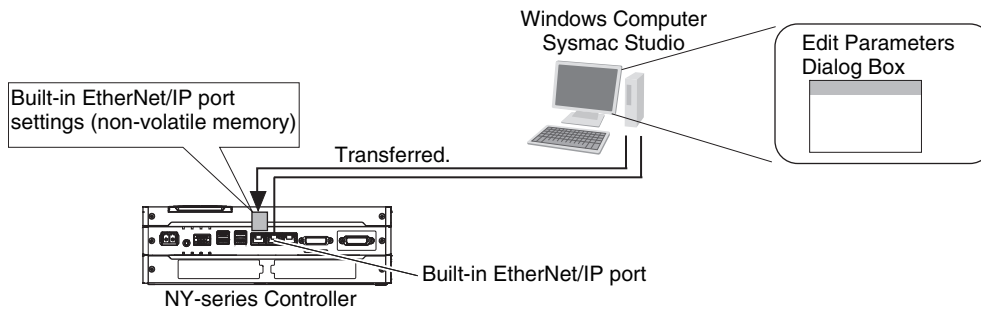 Windows Computer
Sysmac Studio
Edit Parameters
Dialog Box
Built-in EtherNet/IP port
settings (non-volatile memory)
Transferred.
Built-in EtherNet/IP port
NY-series Controller